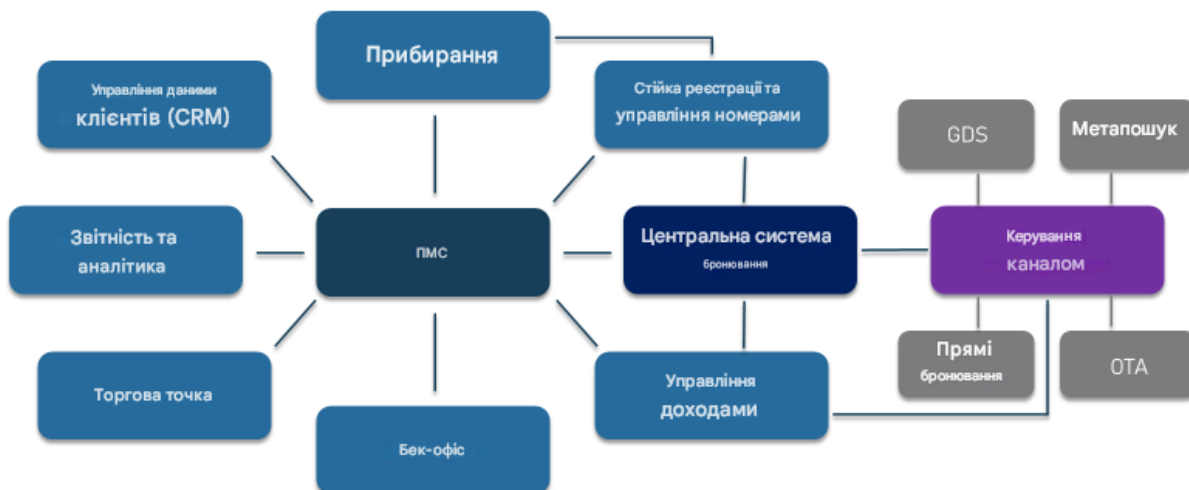 Прибирання
Управління даними
клієнтів (CRM)
Стійка реєстрації та
управління номерами
GDS
Метапошук
Звітність та
аналітика
ПМС
Центральна система
бронювання
Керування
каналом
Торгова точка
Бек-офіс
Управління
доходами
Прямі
бронювання
OTA